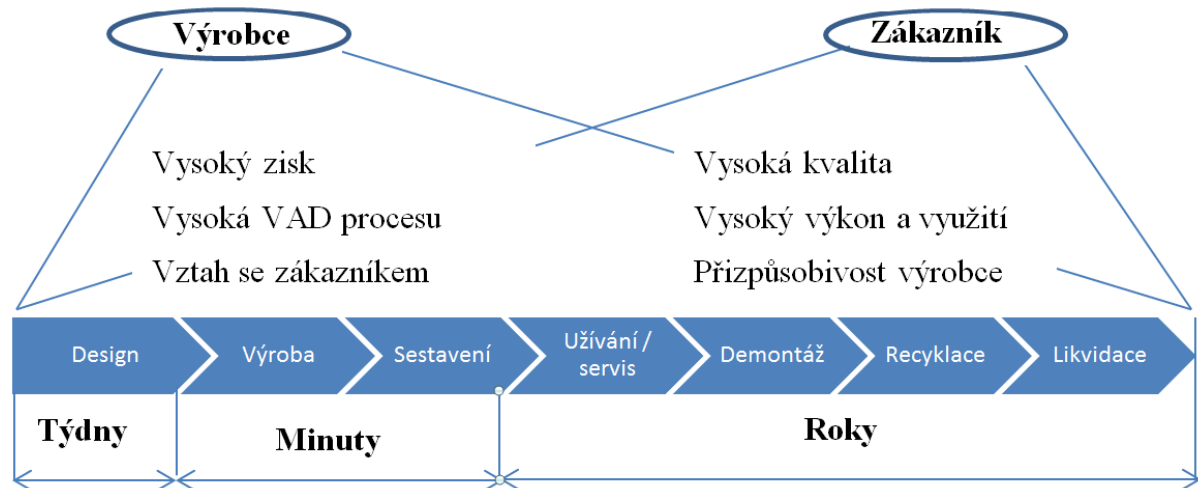 Výrobce
Zákazník
Vysoký zisk
Vysoká VAD procesu
Vztah se zákazníkem
Vysoká kvalita
Vysoký výkon a využití
Přizpůsobivost výrobce
Design
Výroba
Sestavení
Užívání /
servis
Demontáž
Recyklace
Likvidace
Týdny
Minuty
Roky